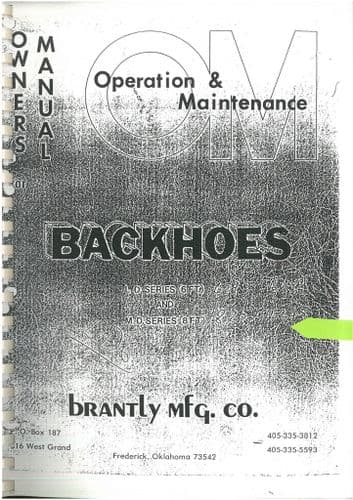 OWNERS
MANUAL
OM
Operation &
Maintenance
BACKHOES
L D SERIES (6 FT.)
AND
M D SERIES (8 FT.)
brantly mfg. co.
P.O. Box 187
West Grand
Frederick, Oklahoma 73542
405-335-3812
405-335-5593